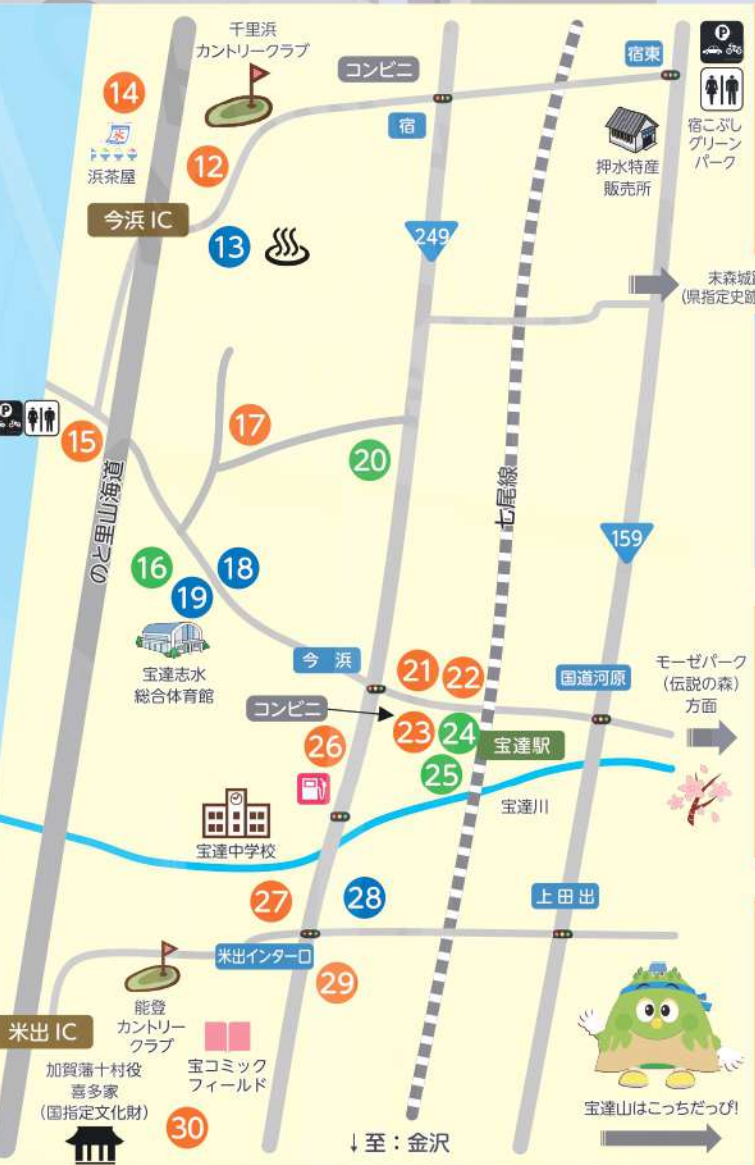 千里浜
カントリークラブ
コンビニ
宿東
P
14
浜茶屋
12
宿
押水特産
販売所
宿こぶし
グリーン
パーク
今浜 IC
13
249
末森城
(県指定史跡
P
15
17
20
のと里山海道
七尾線
159
16
18
19
宝達志水
総合体育館
今 浜
21
22
国道河原
モーゼパーク
(伝説の森)
方面
コンビニ
23
24
宝達駅
26
25
宝達川
宝達中学校
27
28
上田出
米出インター口
29
能登
カントリー
クラブ
米出 IC
宝コミック
フィールド
加賀藩十村役
喜多家
(国指定文化財)
30
宝達山はこっちだっぴ!
↓至:金沢